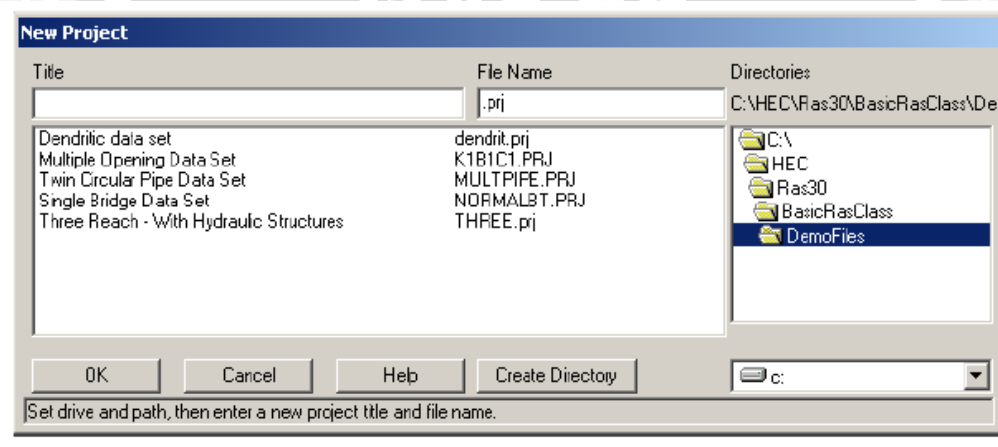 New Project
Title File Name Directories
.prj C:\HEC\Ras30\BasicRasClass\De
Dendritic data set dendrit.prj C:\
Multiple Opening Data Set K1B1C1.PRJ HEC
Twin Circular Pipe Data Set MULTPIPE.PRJ Ras30
Single Bridge Data Set NORMALBT.PRJ BasicRasClass
Three Reach - With Hydraulic Structures THREE.prj DemoFiles
OK Cancel Help Create Directory c:
Set drive and path, then enter a new project title and file name.